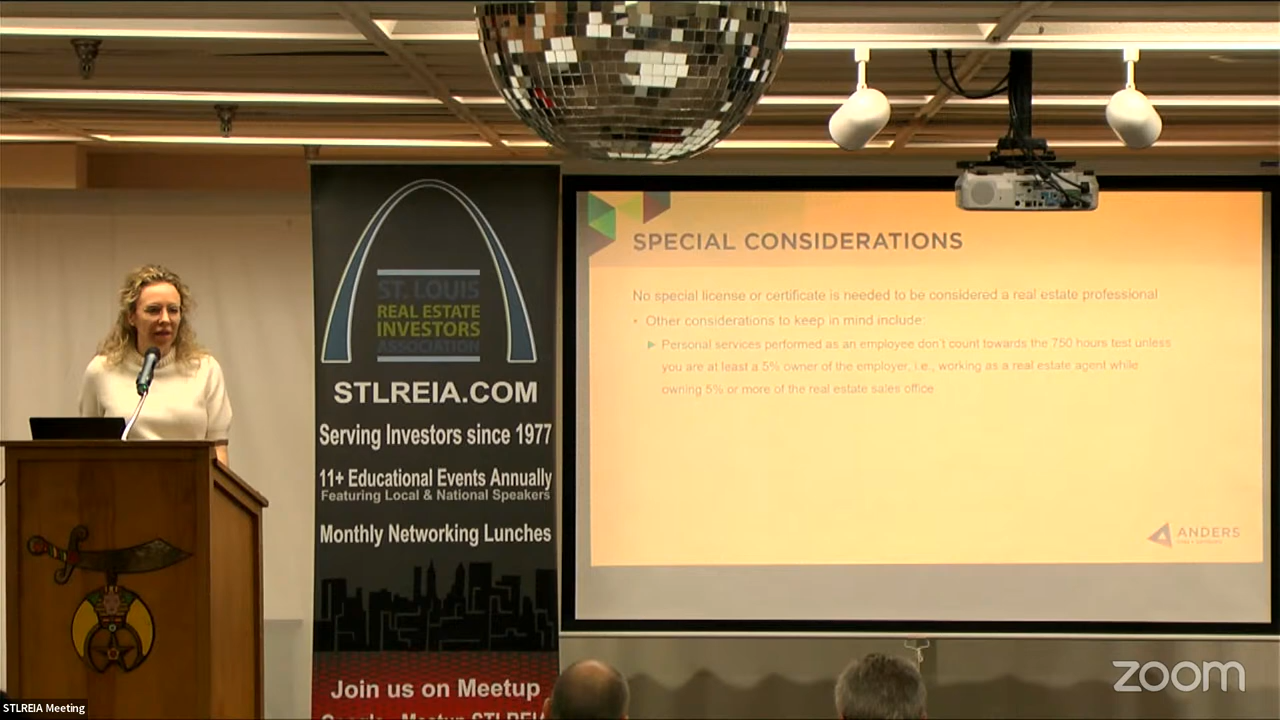 ST. LOUIS
REAL ESTATE
INVESTORS
ASSOCIATION
STLREIA.COM
Serving Investors since 1977
11+ Educational Events Annually
Featuring Local & National Speakers
Monthly Networking Lunches
Join us on Meetup
SPECIAL CONSIDERATIONS
No special license or certificate is needed to be considered a real estate professional
• Other considerations to keep in mind include:
Personal services performed as an employee don't count towards the 750 hours test unless
you are at least a 5% owner of the employer, i.e., working as a real estate agent while
owning 5% or more of the real estate sales office.
ANDERS
zoom
STLREIA Meeting